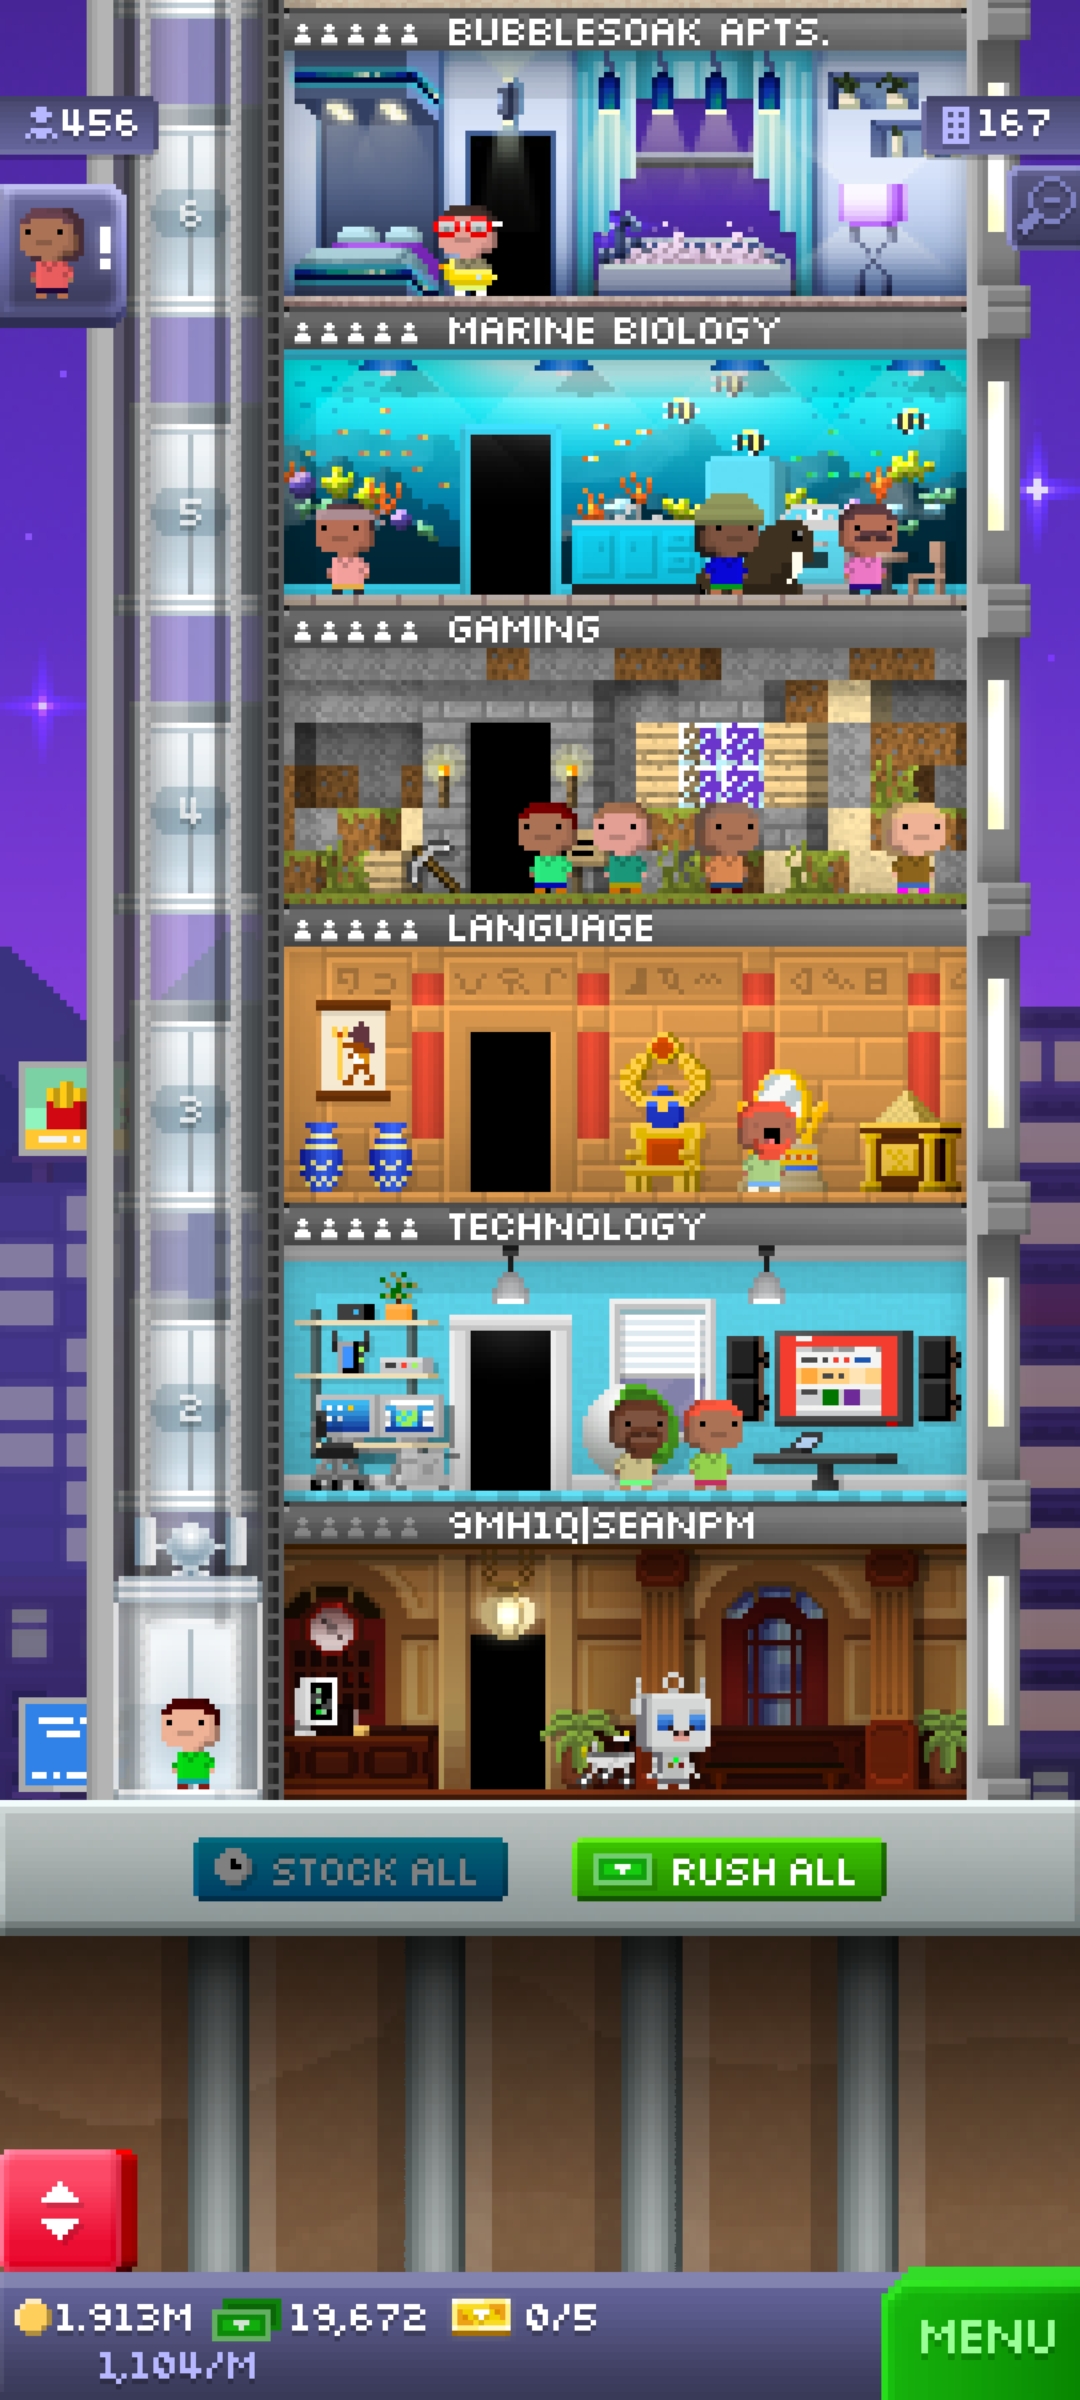 BUBBLESOAK APTS.
456
167
6
!
MARINE BIOLOGY
5
GAMING
4
LANGUAGE
3
TECHNOLOGY
2
9MH1Q|SEANPM
STOCK ALL
RUSH ALL
1.913M
19,672
0/5
MENU
1,104/M